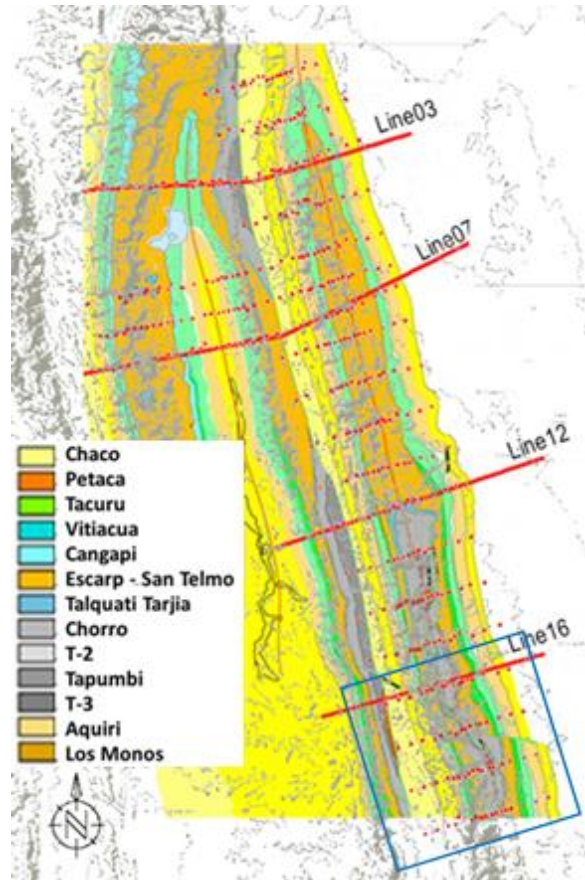 Line03
Line07
Line12
Line16
Chaco
Petaca
Tacuru
Vitiacua
Cangapi
Escarp - San Telmo
Talquati Tarjia
Chorro
T-2
Tapumbi
T-3
Aquiri
Los Monos
N